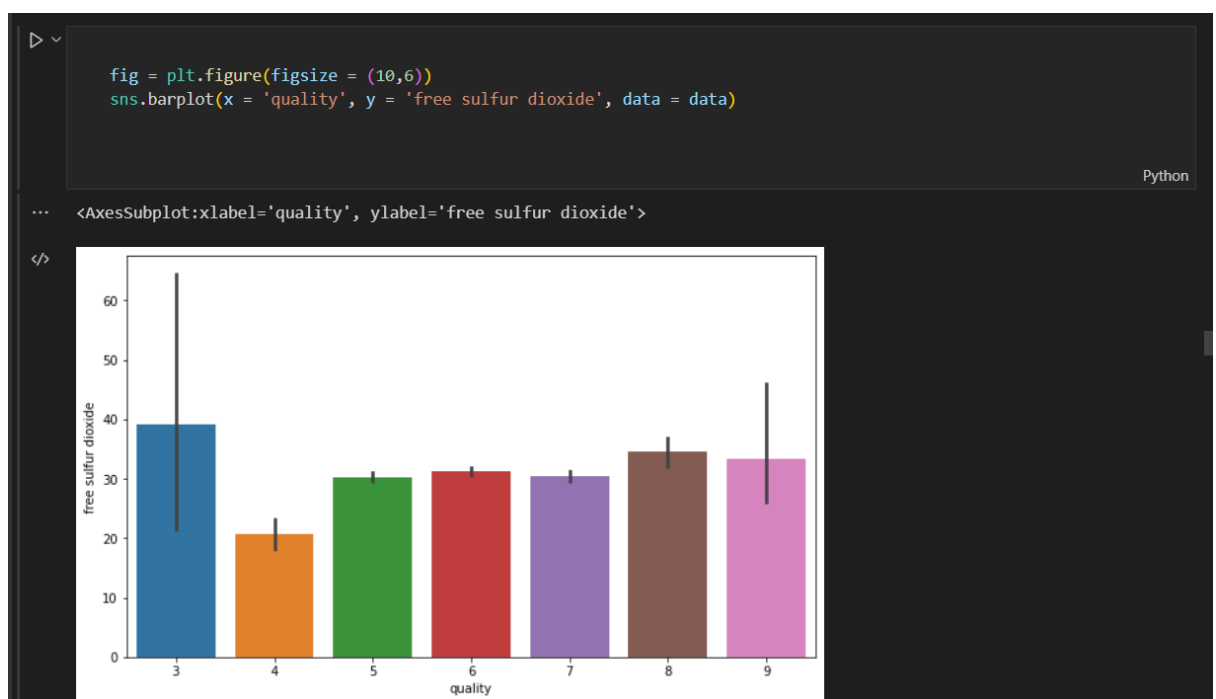 fig = plt.figure(figsize = (10,6))
sns.barplot(x = 'quality', y = 'free sulfur dioxide', data = data)
Python
<AxesSubplot:xlabel='quality', ylabel='free sulfur dioxide'>
60
50
40
30
20
10
0
free sulfur dioxide
3 4 5 6 7 8 9
quality